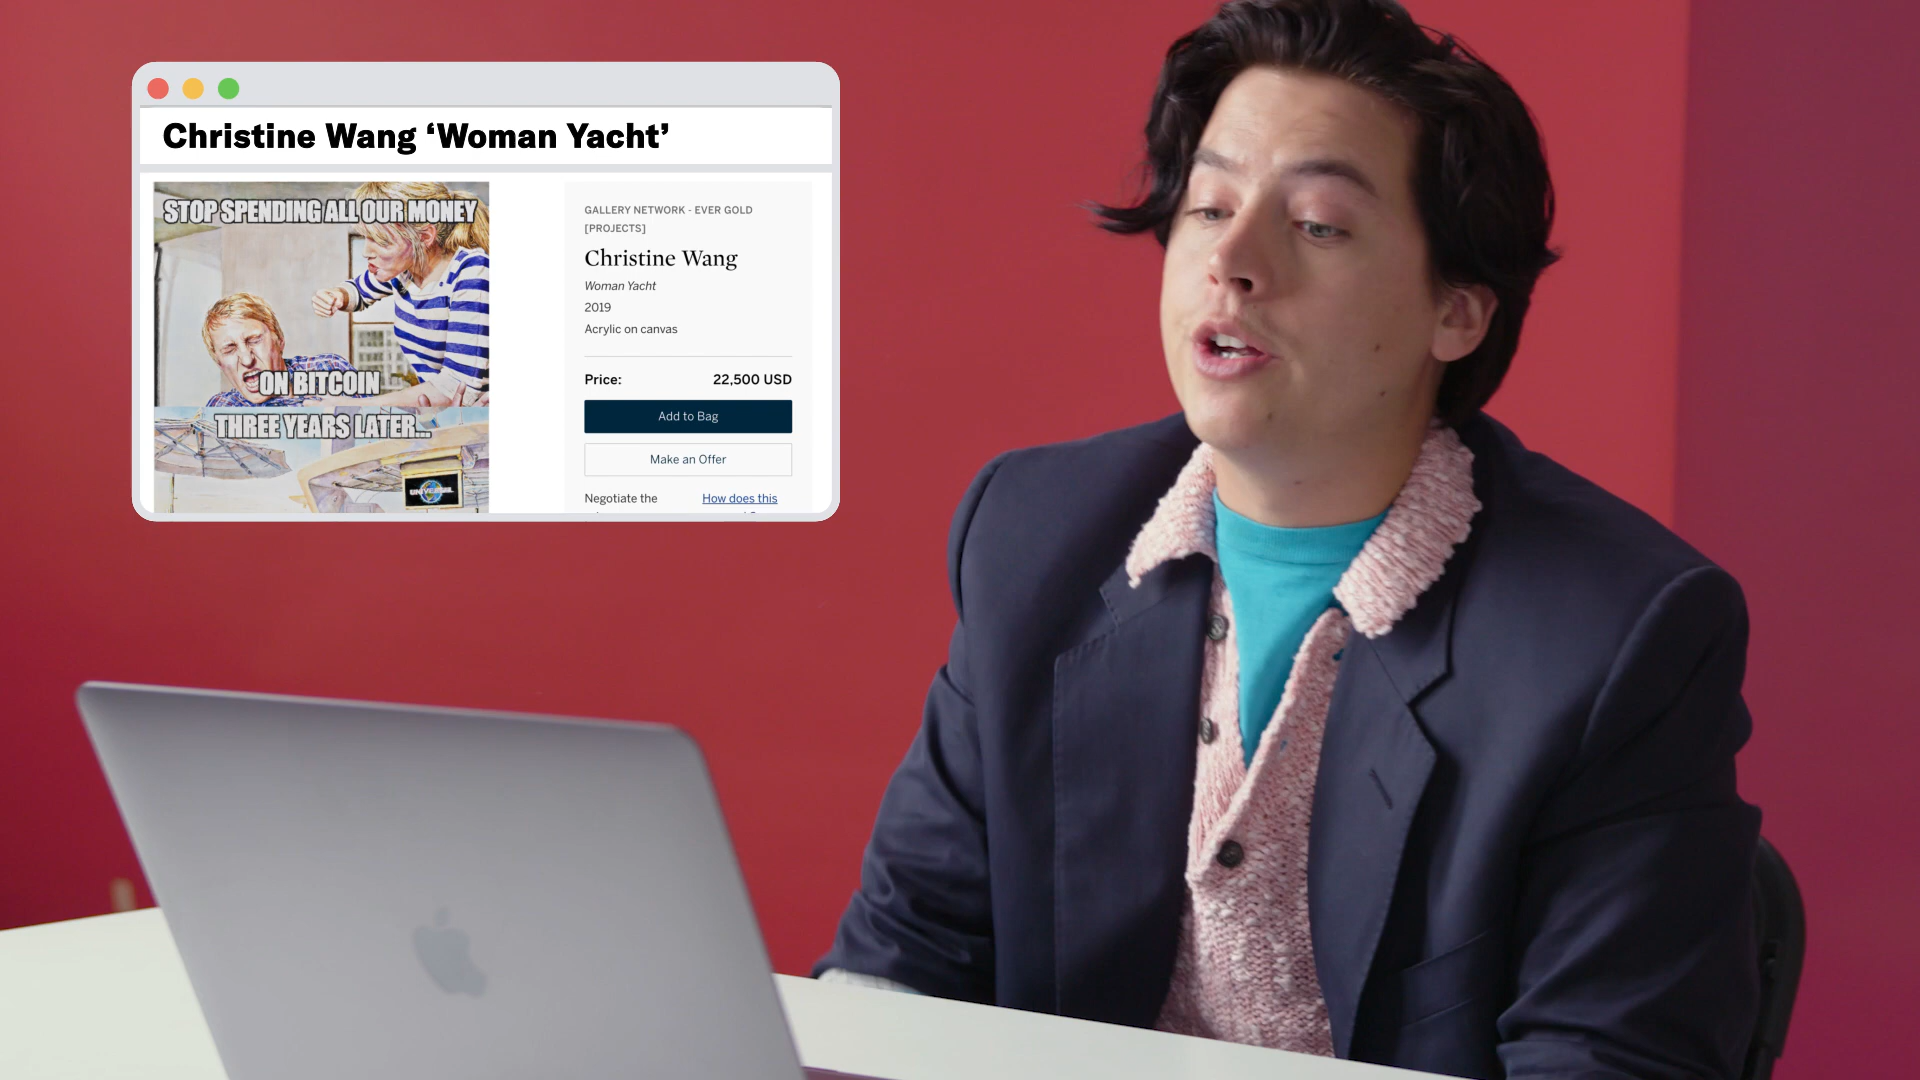 Christine Wang ‘Woman Yacht’
STOP SPENDING ALL OUR MONEY
ON BITCOIN
THREE YEARS LATER...
UNIVERSAL
GALLERY NETWORK - EVER GOLD
[PROJECTS]
Christine Wang
Woman Yacht
2019
Acrylic on canvas
Price: 22,500 USD
Add to Bag
Make an Offer
Negotiate the How does this